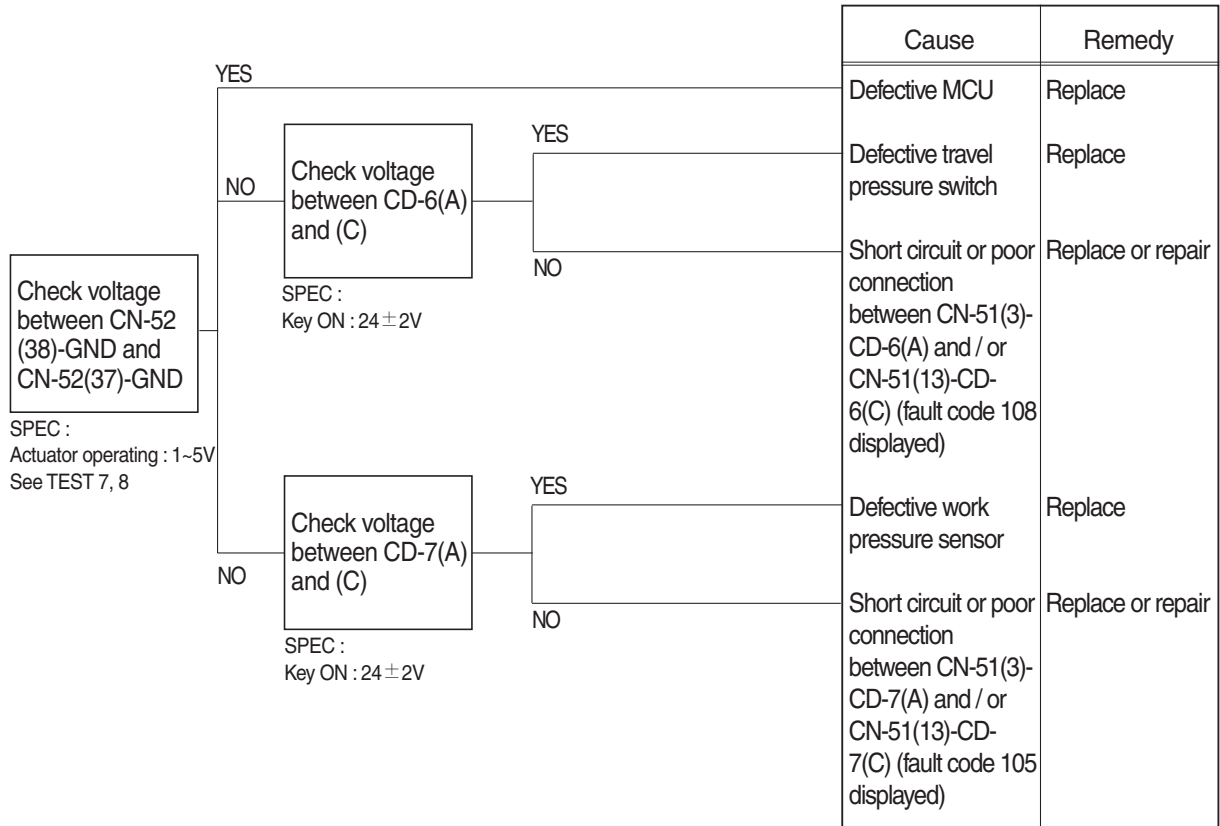 Cause
Remedy
YES
Defective MCU
Replace
NO
Check voltage
between CD-6(A)
and (C)
SPEC :
Key ON : 24±2V
YES
Defective travel
pressure switch
Replace
NO
Short circuit or poor
connection
between CN-51(3)-
CD-6(A) and / or
CN-51(13)-CD-
6(C) (fault code 108
displayed)
Replace or repair
Check voltage
between CN-52
(38)-GND and
CN-52(37)-GND
SPEC :
Actuator operating : 1~5V
See TEST 7, 8
NO
Check voltage
between CD-7(A)
and (C)
SPEC :
Key ON : 24±2V
YES
Defective work
pressure sensor
Replace
NO
Short circuit or poor
connection
between CN-51(3)-
CD-7(A) and / or
CN-51(13)-CD-
7(C) (fault code 105
displayed)
Replace or repair